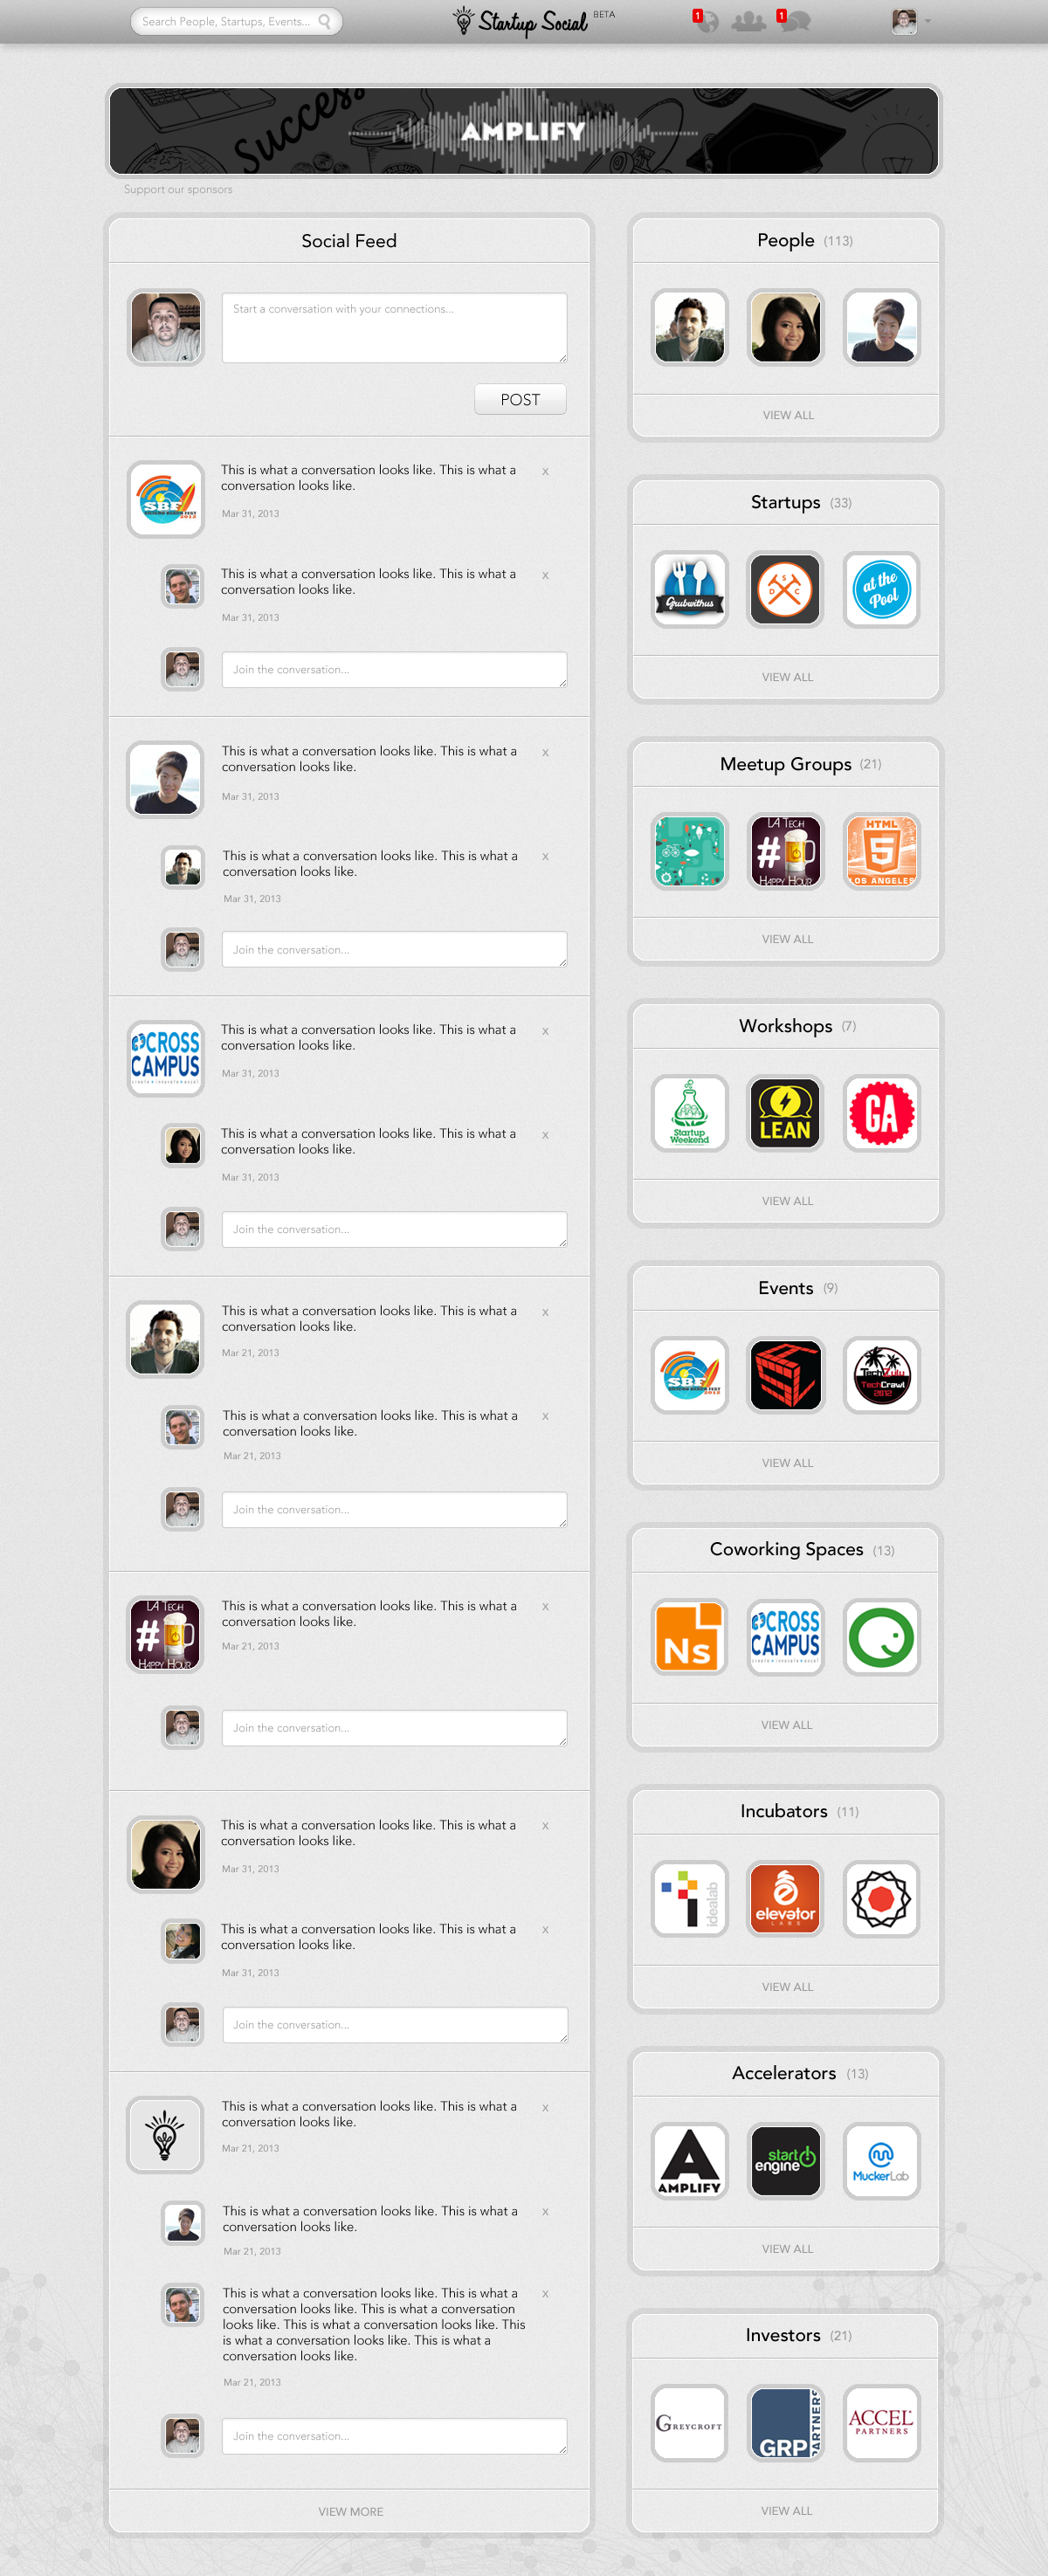 Search People, Startups, Events...
Startup Social
BETA
1
1
Success
AMPLIFY
Support our sponsors
Social Feed
Start a conversation with your connections...
POST
This is what a conversation looks like. This is what a
conversation looks like.
x
Mar 31, 2013
SBF
2012
This is what a conversation looks like. This is what a
conversation looks like.
x
Mar 31, 2013
Join the conversation...
This is what a conversation looks like. This is what a
conversation looks like.
x
Mar 31, 2013
This is what a conversation looks like. This is what a
conversation looks like.
x
Mar 31, 2013
Join the conversation...
CROSS
CAMPUS
This is what a conversation looks like. This is what a
conversation looks like.
x
Mar 31, 2013
This is what a conversation looks like. This is what a
conversation looks like.
x
Mar 31, 2013
Join the conversation...
This is what a conversation looks like. This is what a
conversation looks like.
x
Mar 21, 2013
This is what a conversation looks like. This is what a
conversation looks like.
x
Mar 21, 2013
Join the conversation...
LA TECH
#
HAPPY HOUR
This is what a conversation looks like. This is what a
conversation looks like.
x
Mar 21, 2013
Join the conversation...
This is what a conversation looks like. This is what a
conversation looks like.
x
Mar 31, 2013
This is what a conversation looks like. This is what a
conversation looks like.
x
Mar 31, 2013
Join the conversation...
This is what a conversation looks like. This is what a
conversation looks like.
x
Mar 21, 2013
This is what a conversation looks like. This is what a
conversation looks like.
x
Mar 21, 2013
This is what a conversation looks like. This is what a
conversation looks like. This is what a conversation
looks like. This is what a conversation looks like. This
is what a conversation looks like. This is what a
conversation looks like.
x
Mar 21, 2013
Join the conversation...
VIEW MORE
People (113)
VIEW ALL
Startups (33)
Grubwithus
S
D C
at the
Pool
VIEW ALL
Meetup Groups (21)
LA TECH
#
HAPPY HOUR
HTML
5
LOS ANGELES
VIEW ALL
Workshops (7)
Startup
Weekend
LEAN
GA
VIEW ALL
Events (9)
SBF
2012
TechZulu
TechCrawl
2012
VIEW ALL
Coworking Spaces (13)
Ns
CROSS
CAMPUS
VIEW ALL
Incubators (11)
idealab
elevator
LABS
VIEW ALL
Accelerators (13)
A
AMPLIFY
start
engine
MuckerLab
VIEW ALL
Investors (21)
GREYCROFT
GRP
PARTNERS
ACCEL
PARTNERS
VIEW ALL